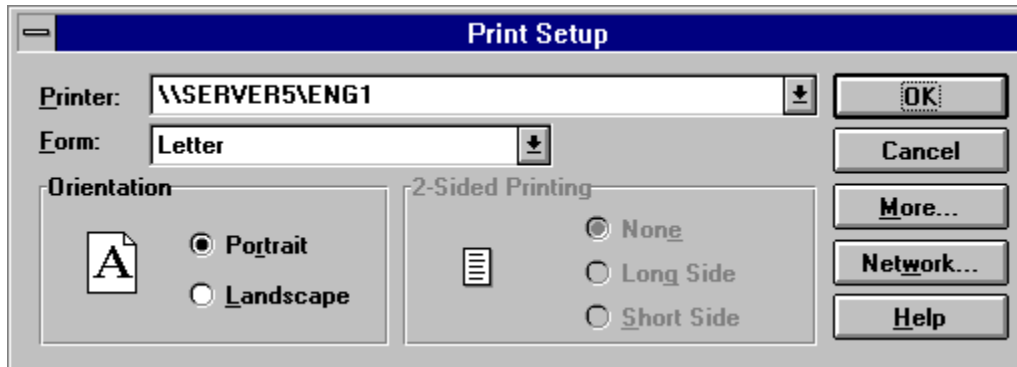 Print Setup
Printer: \\SERVER5\ENG1
OK
Form: Letter
Cancel
Orientation
2-Sided Printing
A
Portrait
Landscape
None
Long Side
Short Side
More...
Network...
Help